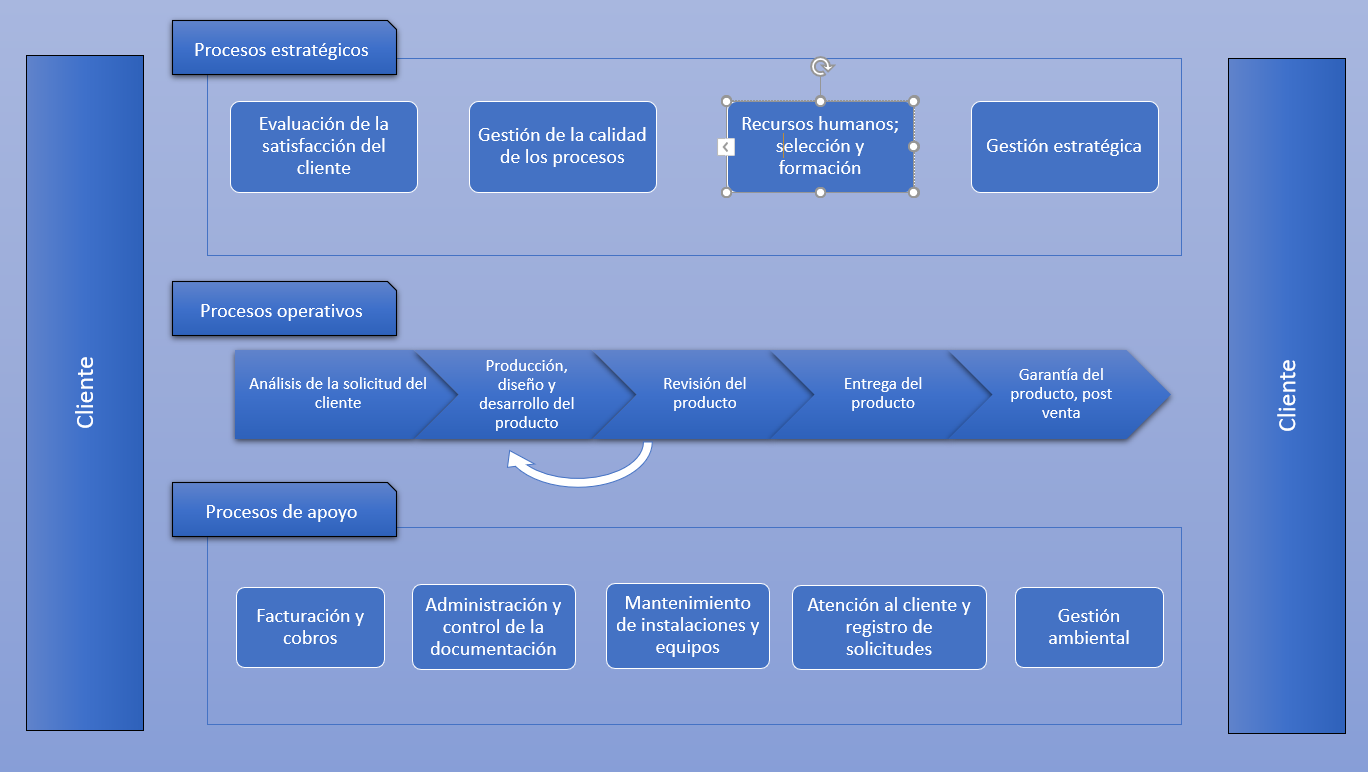 Procesos estratégicos
Cliente
Evaluación de la
satisfacción del
cliente
Gestión de la calidad
de los procesos
Recursos humanos;
selección y
formación
Gestión estratégica
Procesos operativos
Análisis de la solicitud del
cliente
Producción,
diseño y
desarrollo del
producto
Revisión del
producto
Entrega del
producto
Garantía del
producto, post
venta
Procesos de apoyo
Facturación y
cobros
Administración y
control de la
documentación
Mantenimiento
de instalaciones y
equipos
Atención al cliente y
registro de
solicitudes
Gestión
ambiental
Cliente